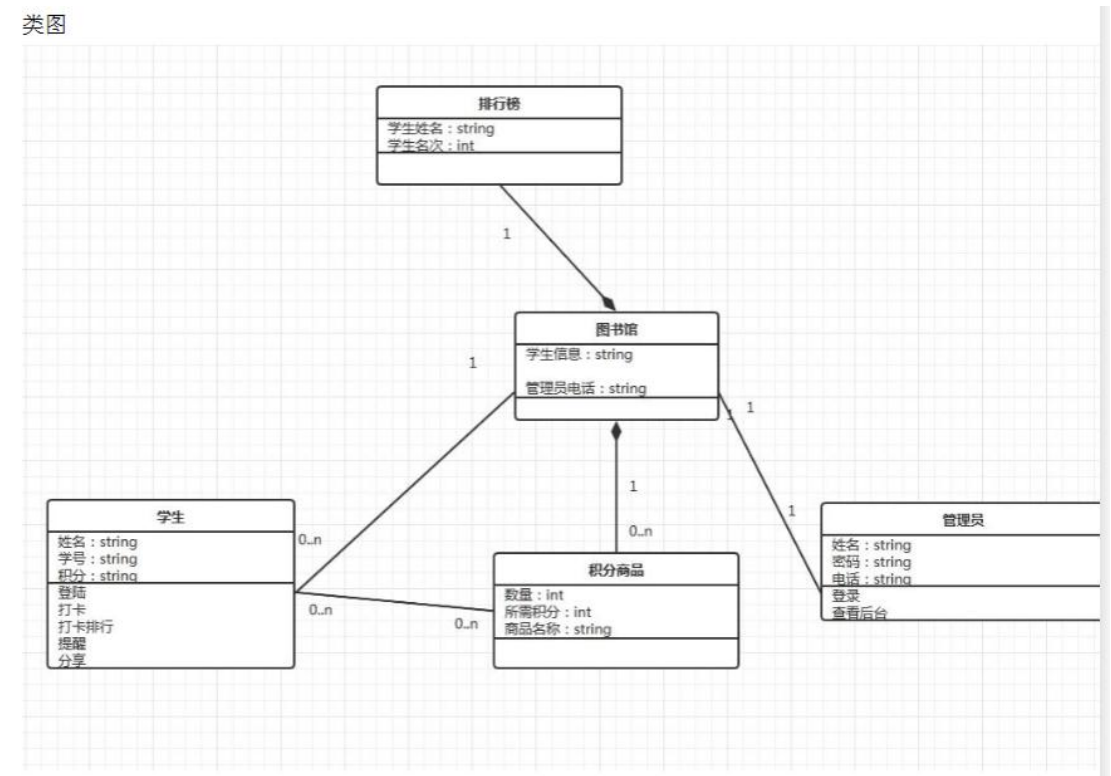 类图
排行榜
学生姓名：string
学生名次：int
1
图书馆
学生信息：string
管理员电话：string
1
1
1
1
0..n
1
学生
姓名：string
学号：string
积分：string
登陆
打卡
打卡排行
提醒
分享
0..n
0..n
0..n
积分商品
数量：int
所需积分：int
商品名称：string
管理员
姓名：string
密码：string
电话：string
登录
查看后台